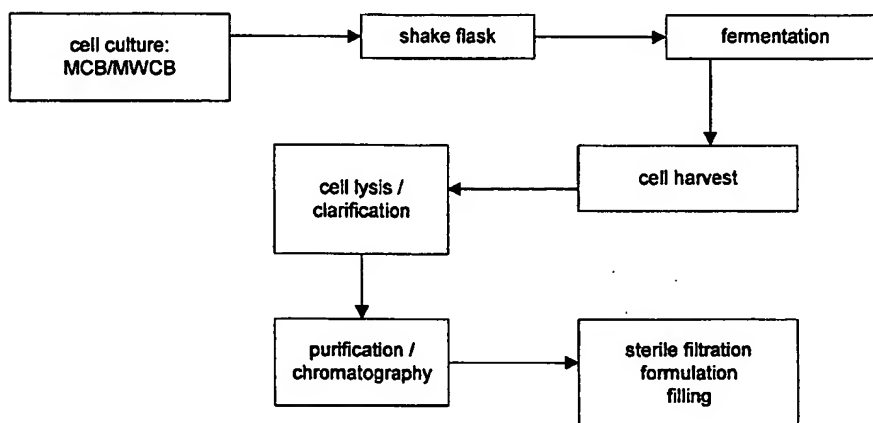 cell culture:
MCB/MWCB
shake flask
fermentation
cell harvest
cell lysis /
clarification
purification /
chromatography
sterile filtration
formulation
filling